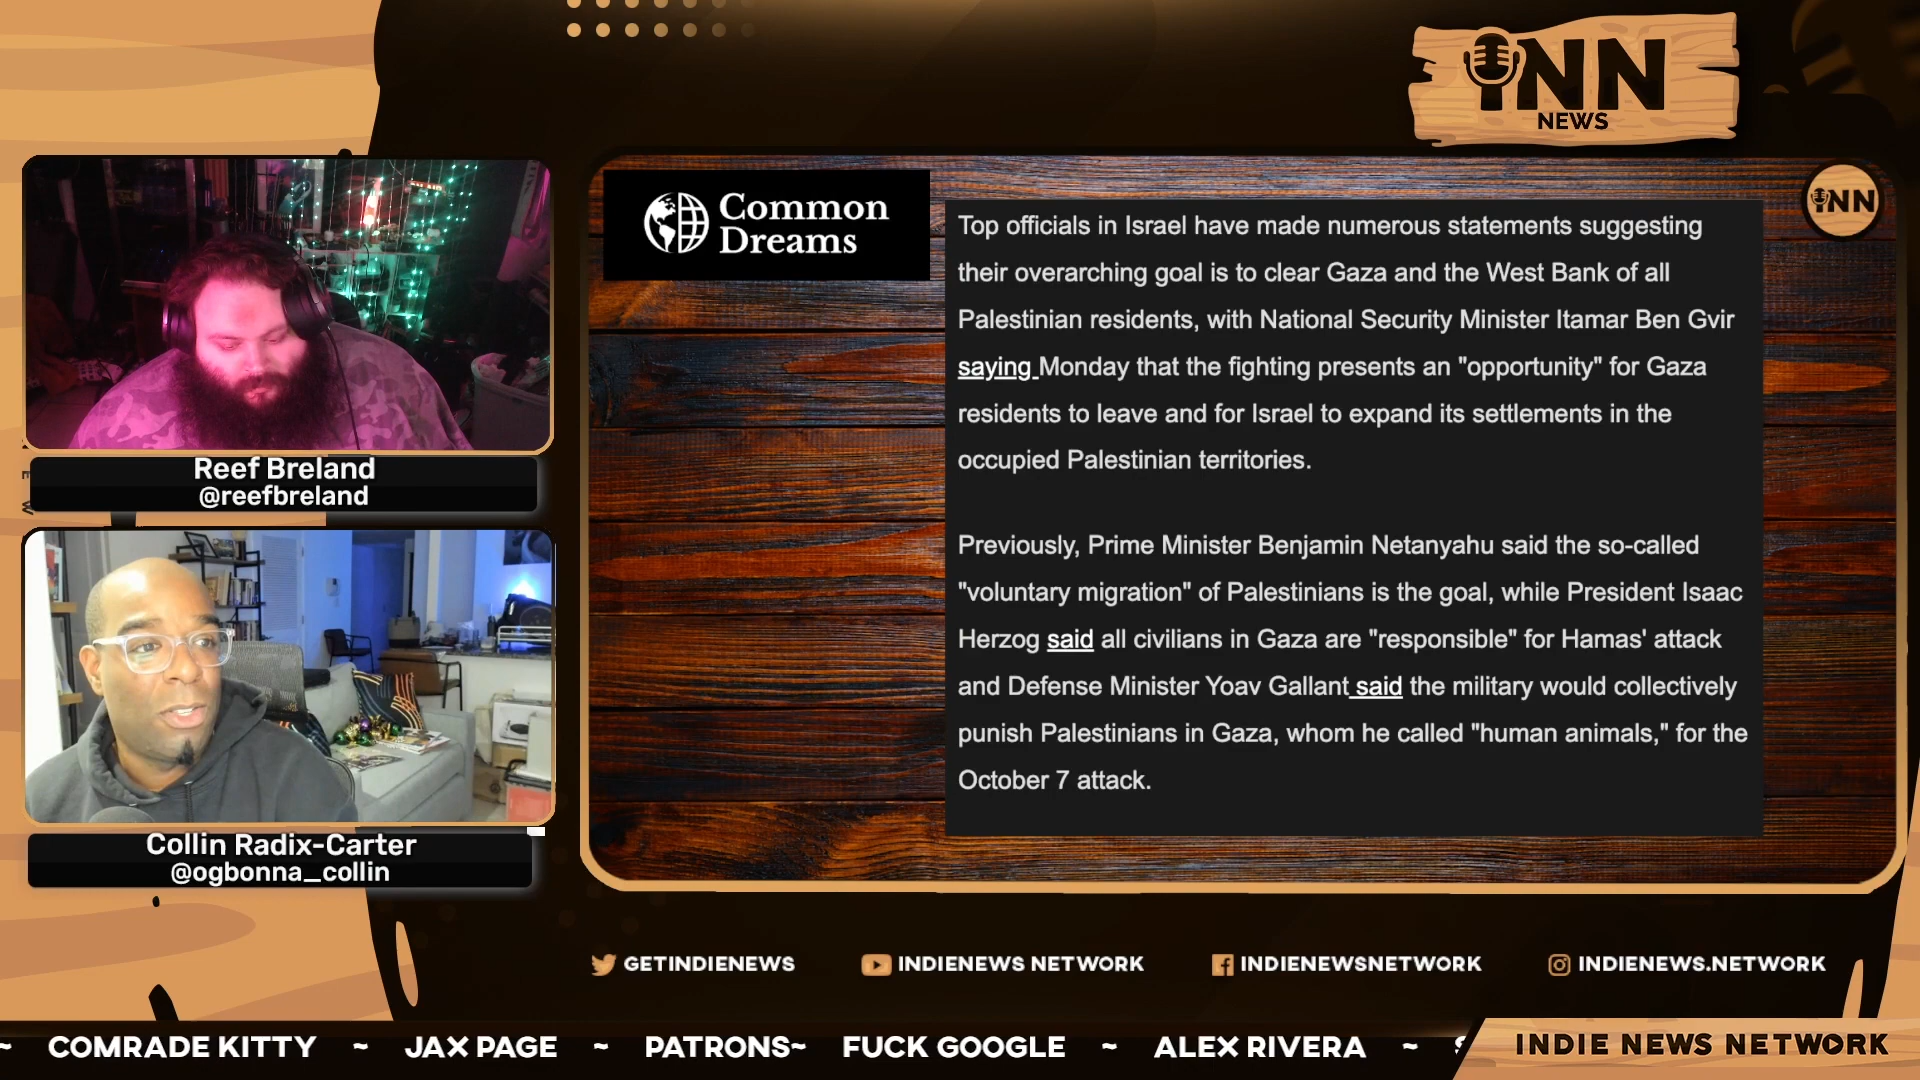 iNN
NEWS
Common
Dreams
iNN
Top officials in Israel have made numerous statements suggesting
their overarching goal is to clear Gaza and the West Bank of all
Palestinian residents, with National Security Minister Itamar Ben Gvir
saying Monday that the fighting presents an "opportunity" for Gaza
residents to leave and for Israel to expand its settlements in the
occupied Palestinian territories.
Previously, Prime Minister Benjamin Netanyahu said the so-called
"voluntary migration" of Palestinians is the goal, while President Isaac
Herzog said all civilians in Gaza are "responsible" for Hamas' attack
and Defense Minister Yoav Gallant said the military would collectively
punish Palestinians in Gaza, whom he called "human animals," for the
October 7 attack.
Reef Breland
@reefbreland
Collin Radix-Carter
@ogbonna_collin
GETINDIENEWS
INDIENEWS NETWORK
INDIENEWSNETWORK
INDIENEWS.NETWORK
~ COMRADE KITTY ~ JAX PAGE ~ PATRONS~ FUCK GOOGLE ~ ALEX RIVERA ~
INDIE NEWS NETWORK